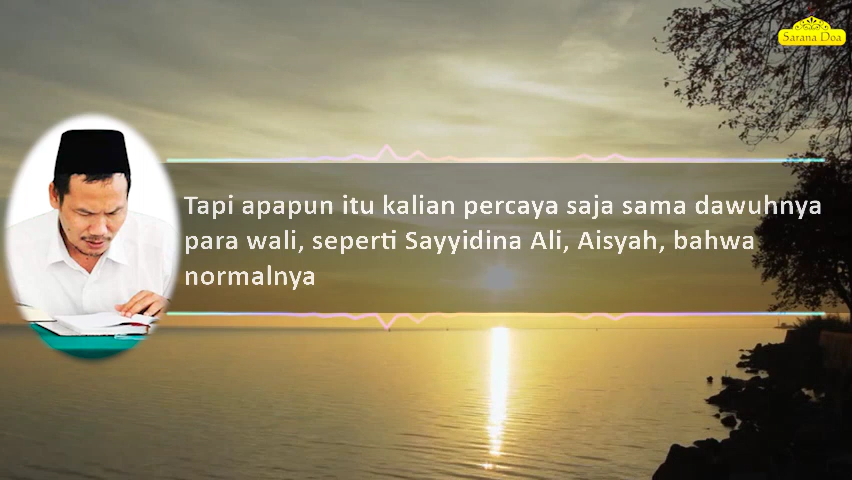 Sarana Doa
Tapi apapun itu kalian percaya saja sama dawuhnya
para wali, seperti Sayyidina Ali, Aisyah, bahwa
normalnya